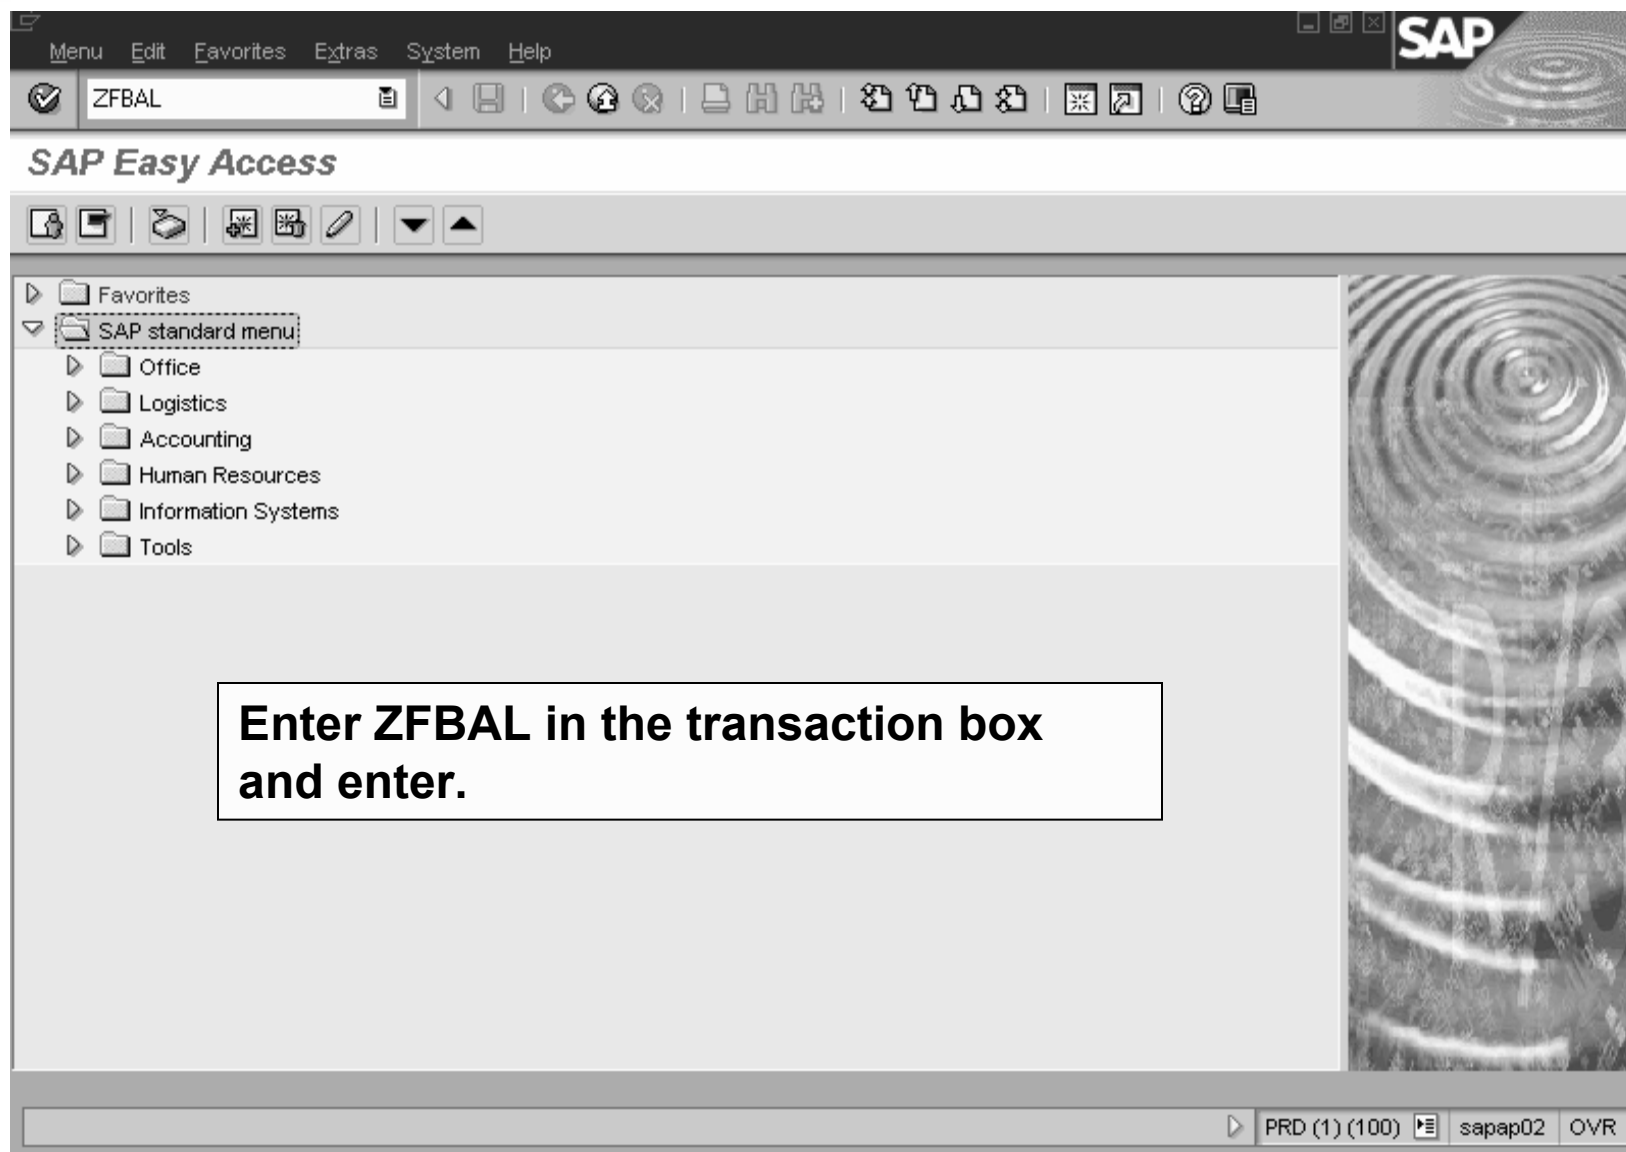 SAP
Menu Edit Favorites Extras System Help
ZFBAL
SAP Easy Access
Favorites
SAP standard menu
Office
Logistics
Accounting
Human Resources
Information Systems
Tools
Enter ZFBAL in the transaction box
and enter.
PRD (1) (100) sapap02 OVR